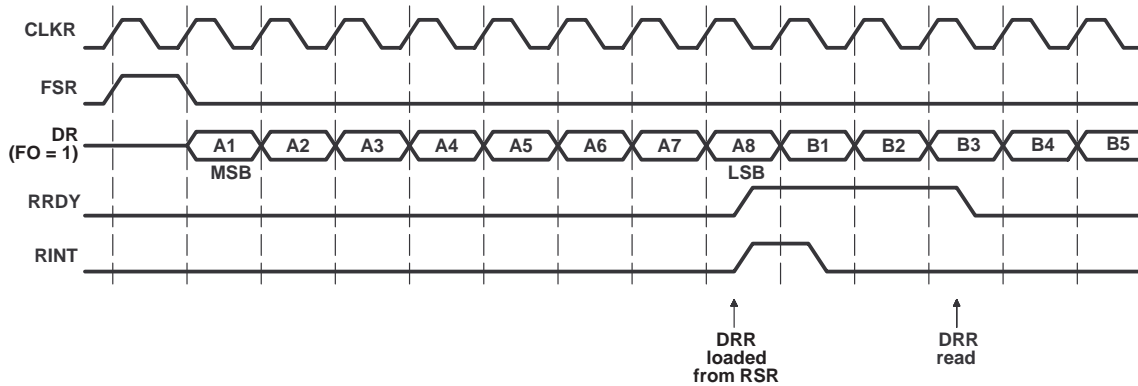 CLKR
FSR
DR
(FO = 1)
A1 A2 A3 A4 A5 A6 A7 A8 B1 B2 B3 B4 B5
MSB LSB
RRDY
RINT
DRR
loaded
from RSR
DRR
read